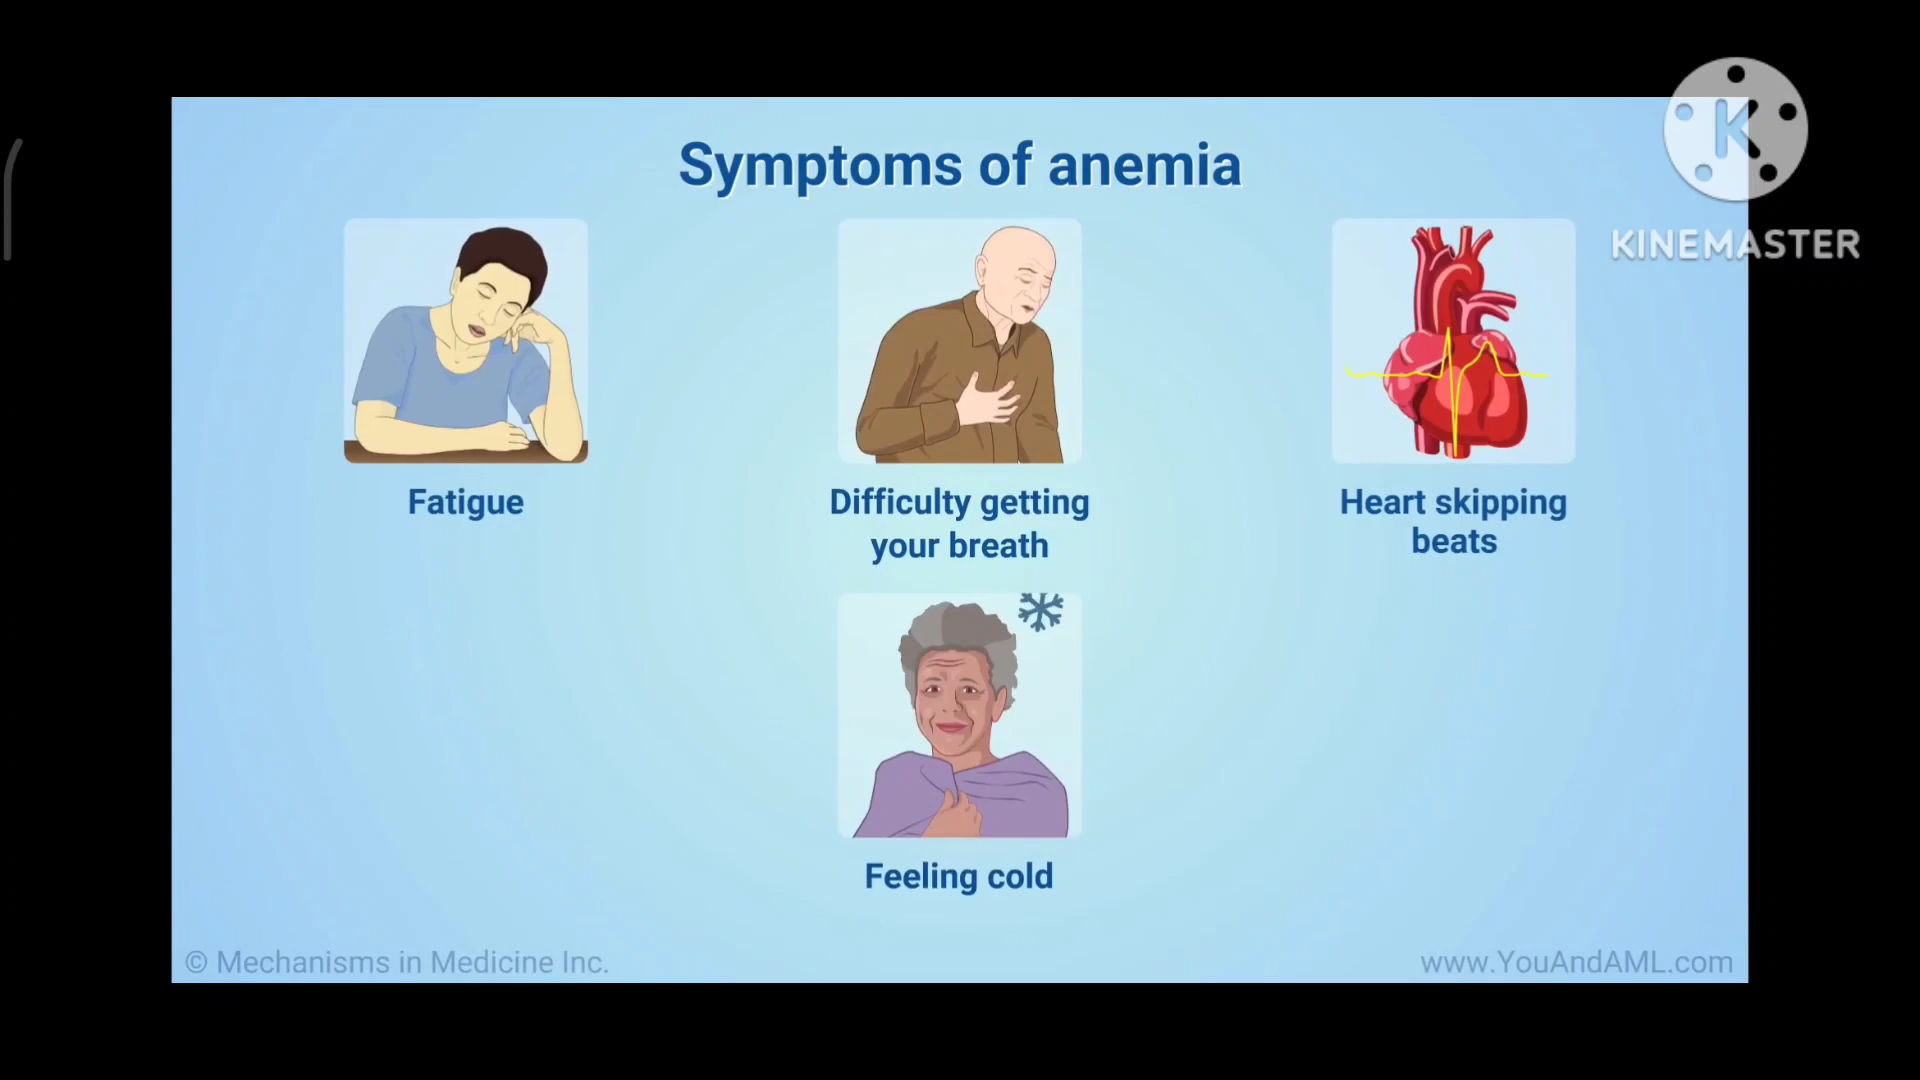 Symptoms of anemia
K
KINEMASTER
Fatigue
Difficulty getting
your breath
Heart skipping
beats
Feeling cold
© Mechanisms in Medicine Inc.
www.YouAndAML.com